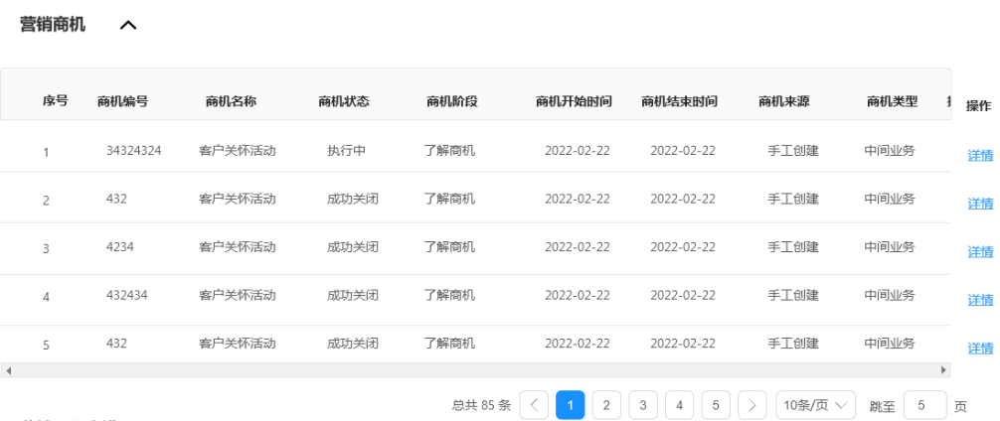 营销商机
序号 商机编号 商机名称 商机状态 商机阶段 商机开始时间 商机结束时间 商机来源 商机类型 操作
1 34324324 客户关怀活动 执行中 了解商机 2022-02-22 2022-02-22 手工创建 中间业务 详情
2 432 客户关怀活动 成功关闭 了解商机 2022-02-22 2022-02-22 手工创建 中间业务 详情
3 4234 客户关怀活动 成功关闭 了解商机 2022-02-22 2022-02-22 手工创建 中间业务 详情
4 432434 客户关怀活动 成功关闭 了解商机 2022-02-22 2022-02-22 手工创建 中间业务 详情
5 432 客户关怀活动 成功关闭 了解商机 2022-02-22 2022-02-22 手工创建 中间业务 详情
总共 85 条 1 2 3 4 5 10条/页 跳至 5 页